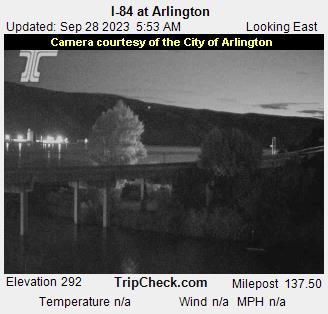 I-84 at Arlington
Updated: Sep 28 2023 5:53 AM Looking East
Camera courtesy of the City of Arlington
Elevation 292 TripCheck.com Milepost 137.50
Temperature n/a Wind n/a MPH n/a